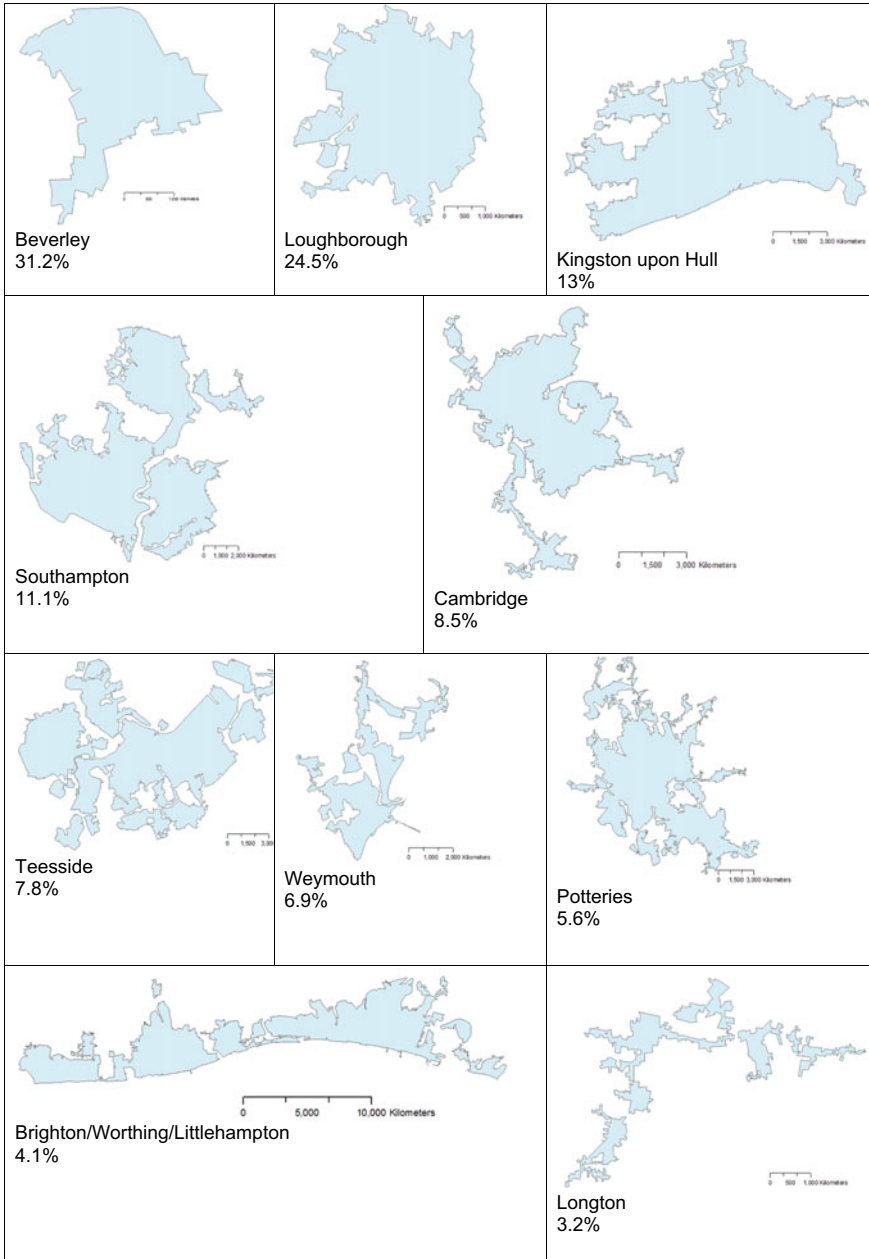 0 500 1,000 Kilometers
Beverley
31.2%
0 500 1,000 Kilometers
Loughborough
24.5%
0 1,500 3,000 Kilometers
Kingston upon Hull
13%
0 1,000 2,000 Kilometers
Southampton
11.1%
0 1,500 3,000 Kilometers
Cambridge
8.5%
0 1,500
Teesside
7.8%
0 1,000 2,000 Kilometers
Weymouth
6.9%
0 1,500 3,000 Kilometers
Potteries
5.6%
0 5,000 10,000 Kilometers
Brighton/Worthing/Littlehampton
4.1%
0 500 1,000 Kilometers
Longton
3.2%